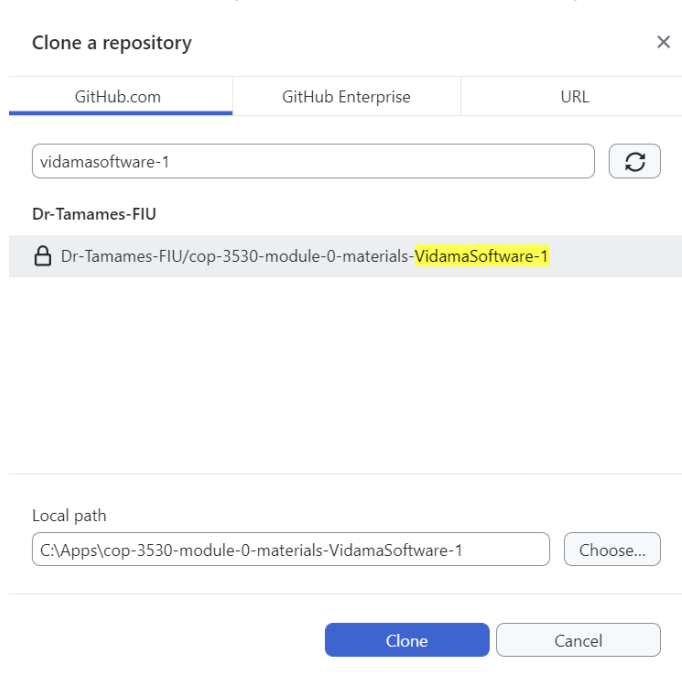 Clone a repository
GitHub.com GitHub Enterprise URL
vidamasoftware-1
Dr-Tamames-FIU
Dr-Tamames-FIU/cop-3530-module-0-materials-VidamaSoftware-1
Local path
C:\Apps\cop-3530-module-0-materials-VidamaSoftware-1 Choose...
Clone Cancel